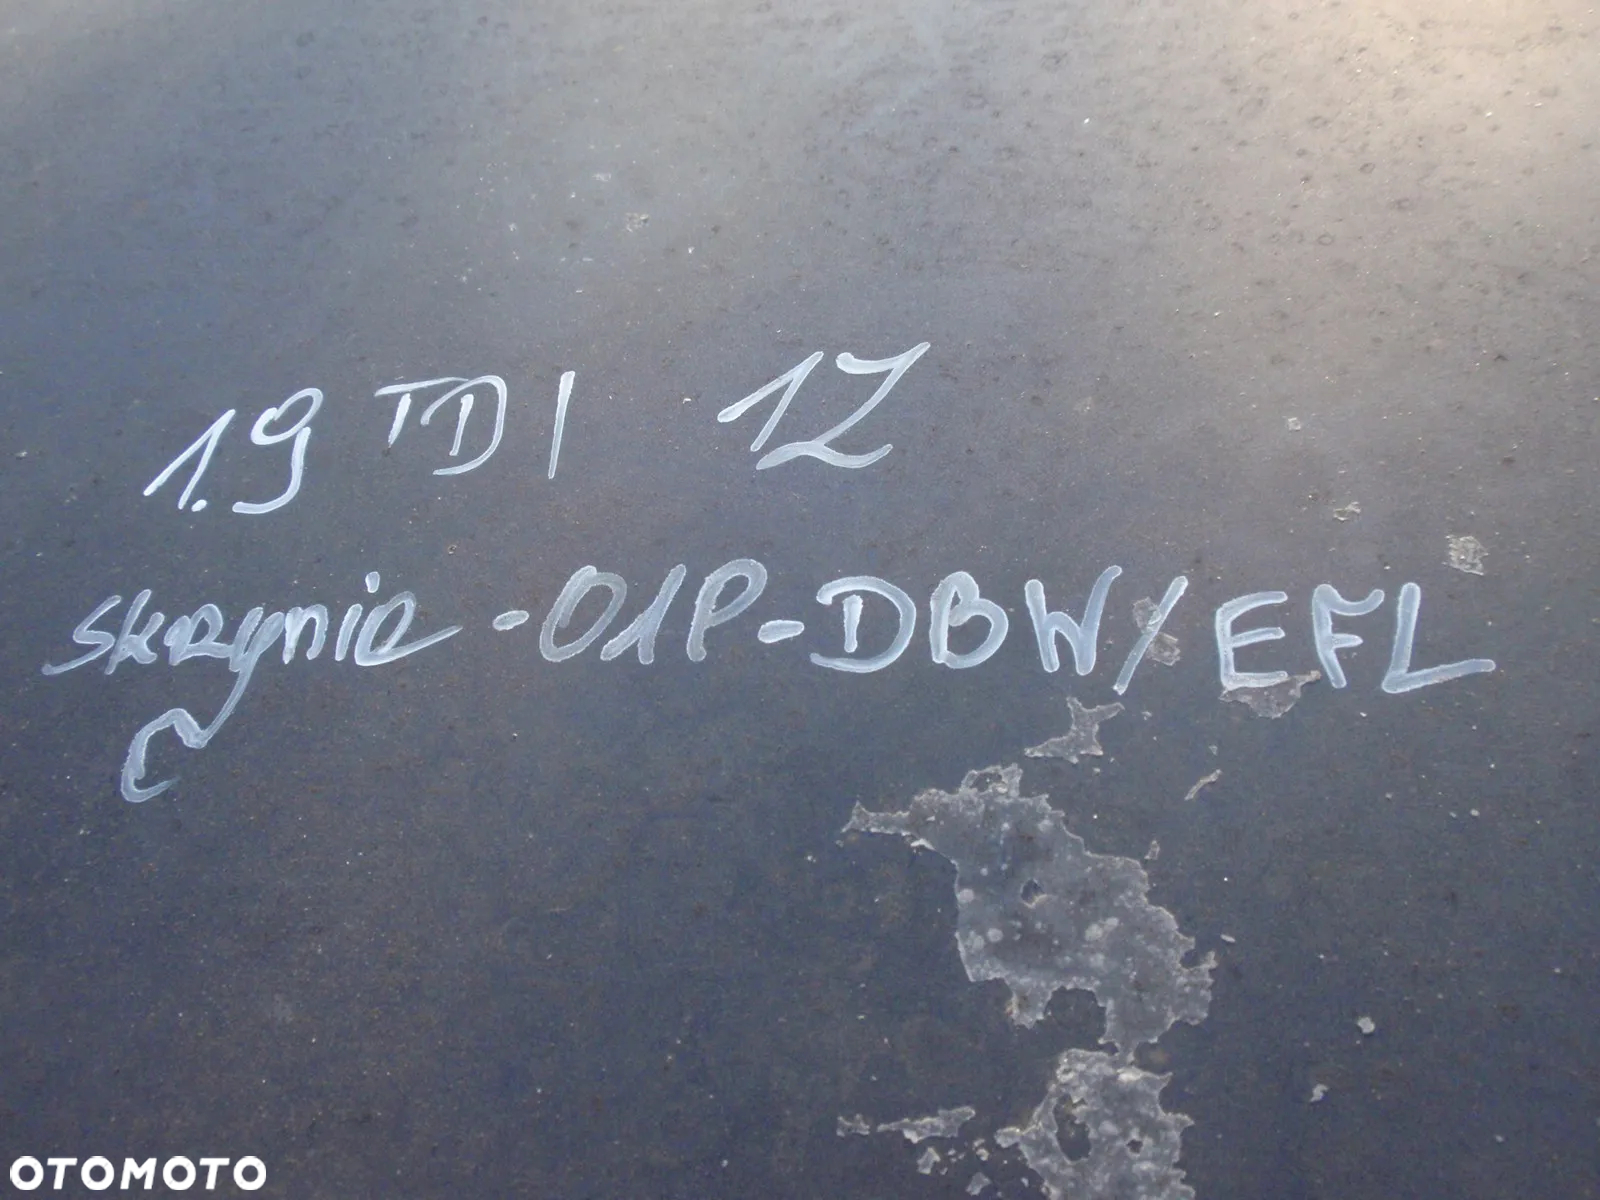 1.9 TDI 1Z
skrzynia - 01P - DBW/EFL
OTOMOTO